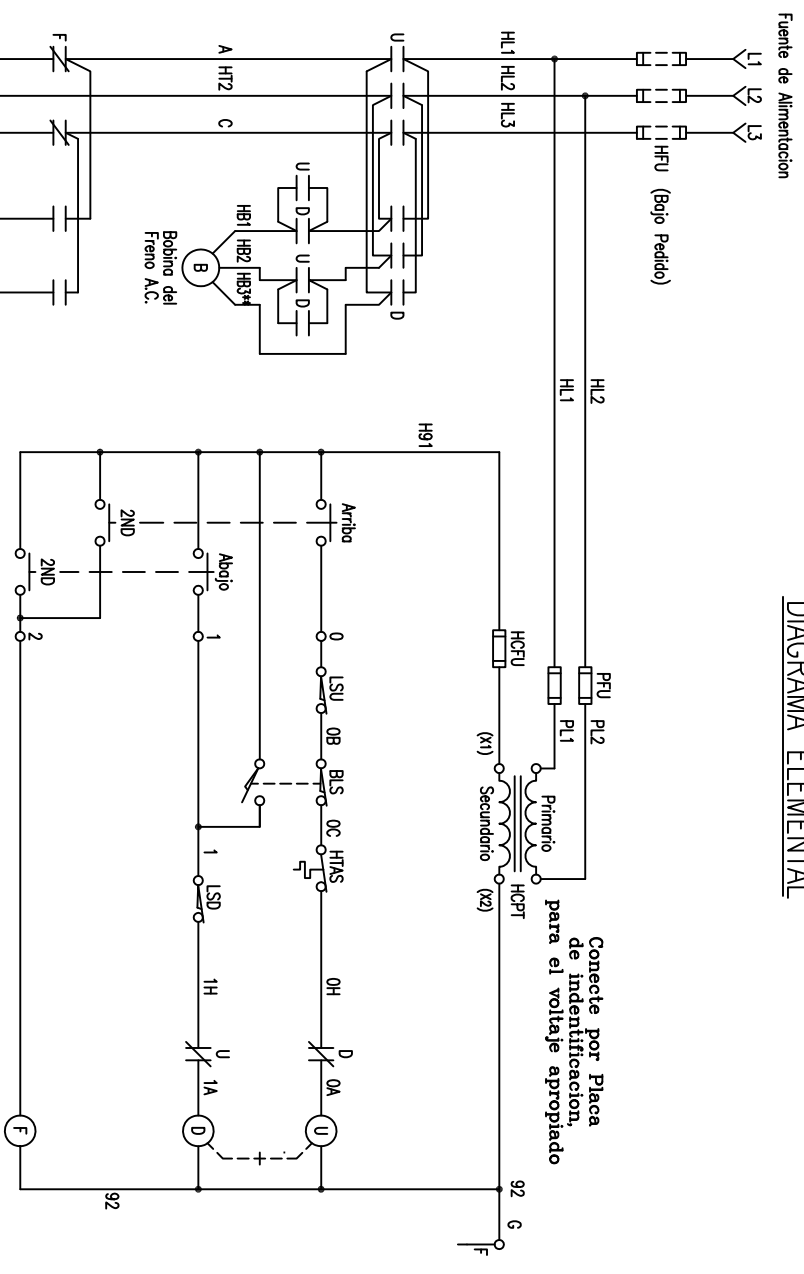 DIAGRAMA ELEMENTAL
Fuente de Alimentacion
L1
L2
L3
HFU (Bajo Pedido)
HL1
HL2
HL3
HL2
HL1
U
D
A
HT2
C
F
U
D
U
D
HB1
HB2
HB3**
B
Bobina del
Freno A.C.
PFU
PL2
PL1
Primario
Secundario
HCPT
(X1)
(X2)
HCFU
H91
Conecte por Placa
de indentificacion,
para el voltaje apropiado
92
G
F
Arriba
0
LSU
0B
BLS
0C
HTAS
0H
D
0A
U
Abajo
1
1
LSD
1H
U
1A
D
2ND
2ND
2
F
92